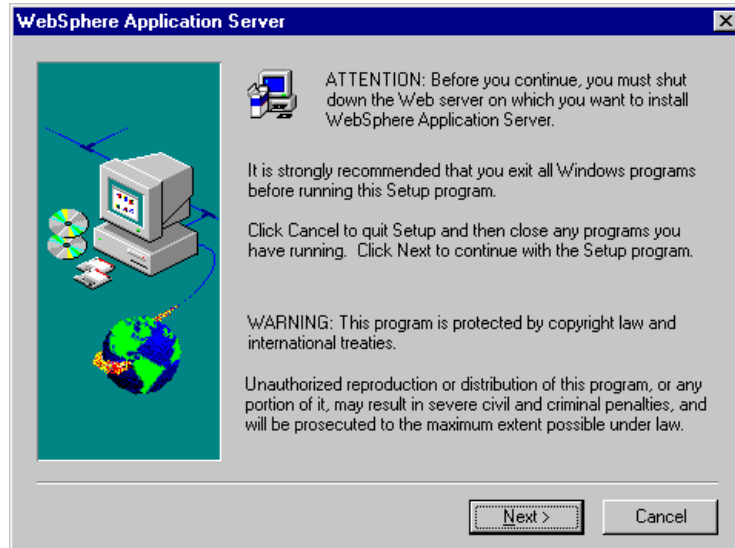 WebSphere Application Server
ATTENTION: Before you continue, you must shut
down the Web server on which you want to install
WebSphere Application Server.
It is strongly recommended that you exit all Windows programs
before running this Setup program.
Click Cancel to quit Setup and then close any programs you
have running. Click Next to continue with the Setup program.
WARNING: This program is protected by copyright law and
international treaties.
Unauthorized reproduction or distribution of this program, or any
portion of it, may result in severe civil and criminal penalties, and
will be prosecuted to the maximum extent possible under law.
Next >
Cancel